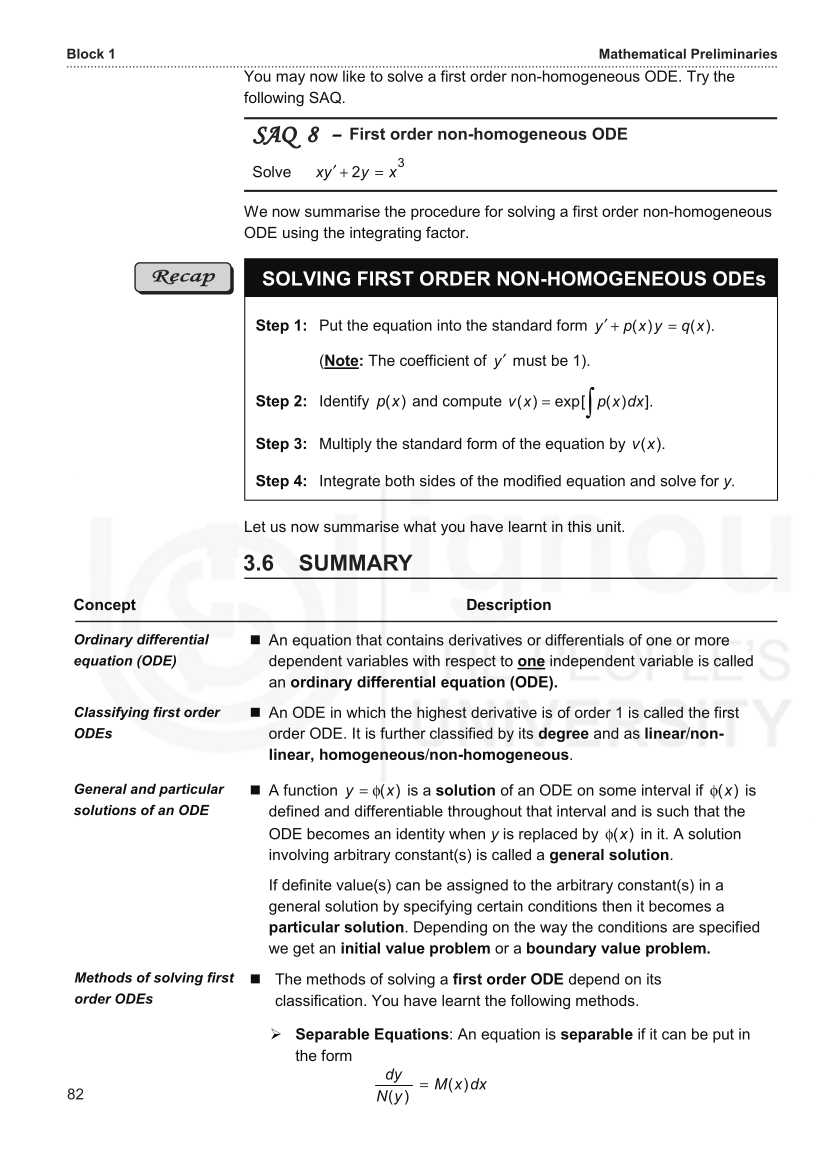 Block 1 Mathematical Preliminaries
You may now like to solve a first order non-homogeneous ODE. Try the
following SAQ.
SAQ 8 – First order non-homogeneous ODE
Solve xy′ + 2y = x³
We now summarise the procedure for solving a first order non-homogeneous
ODE using the integrating factor.
Recap
SOLVING FIRST ORDER NON-HOMOGENEOUS ODEs
Step 1: Put the equation into the standard form y′ + p(x)y = q(x).
(Note: The coefficient of y′ must be 1).
Step 2: Identify p(x) and compute v(x) = exp[∫p(x)dx].
Step 3: Multiply the standard form of the equation by v(x).
Step 4: Integrate both sides of the modified equation and solve for y.
Let us now summarise what you have learnt in this unit.
3.6 SUMMARY
Concept Description
Ordinary differential
equation (ODE)
■ An equation that contains derivatives or differentials of one or more
dependent variables with respect to one independent variable is called
an ordinary differential equation (ODE).
Classifying first order
ODEs
■ An ODE in which the highest derivative is of order 1 is called the first
order ODE. It is further classified by its degree and as linear/non-
linear, homogeneous/non-homogeneous.
General and particular
solutions of an ODE
■ A function y = ϕ(x) is a solution of an ODE on some interval if ϕ(x) is
defined and differentiable throughout that interval and is such that the
ODE becomes an identity when y is replaced by ϕ(x) in it. A solution
involving arbitrary constant(s) is called a general solution.
If definite value(s) can be assigned to the arbitrary constant(s) in a
general solution by specifying certain conditions then it becomes a
particular solution. Depending on the way the conditions are specified
we get an initial value problem or a boundary value problem.
Methods of solving first
order ODEs
■ The methods of solving a first order ODE depend on its
classification. You have learnt the following methods.
➢ Separable Equations: An equation is separable if it can be put in
the form
dy/N(y) = M(x)dx
82
ignou
THE PEOPLE'S
UNIVERSITY